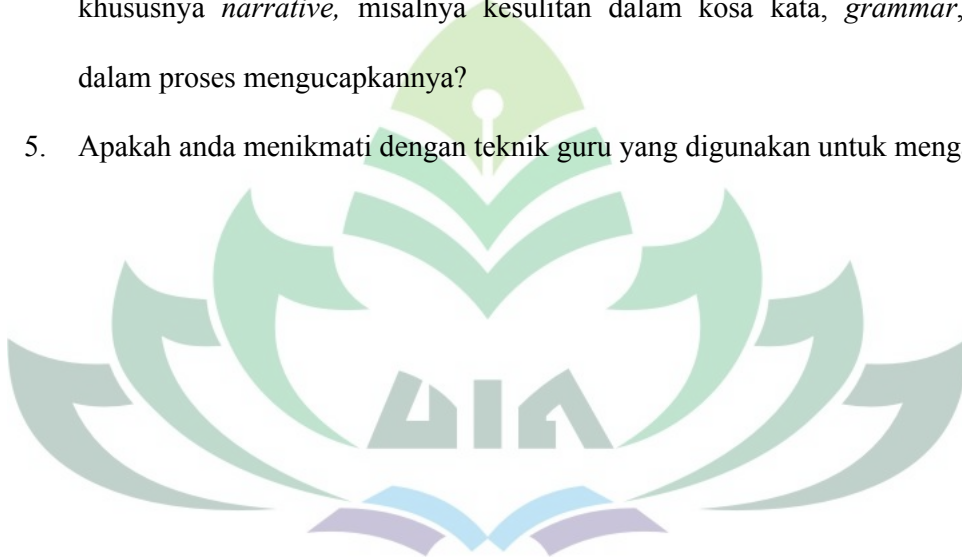 khususnya narrative, misalnya kesulitan dalam kosa kata, grammar,
dalam proses mengucapkannya?
5. Apakah anda menikmati dengan teknik guru yang digunakan untuk meng
UIN